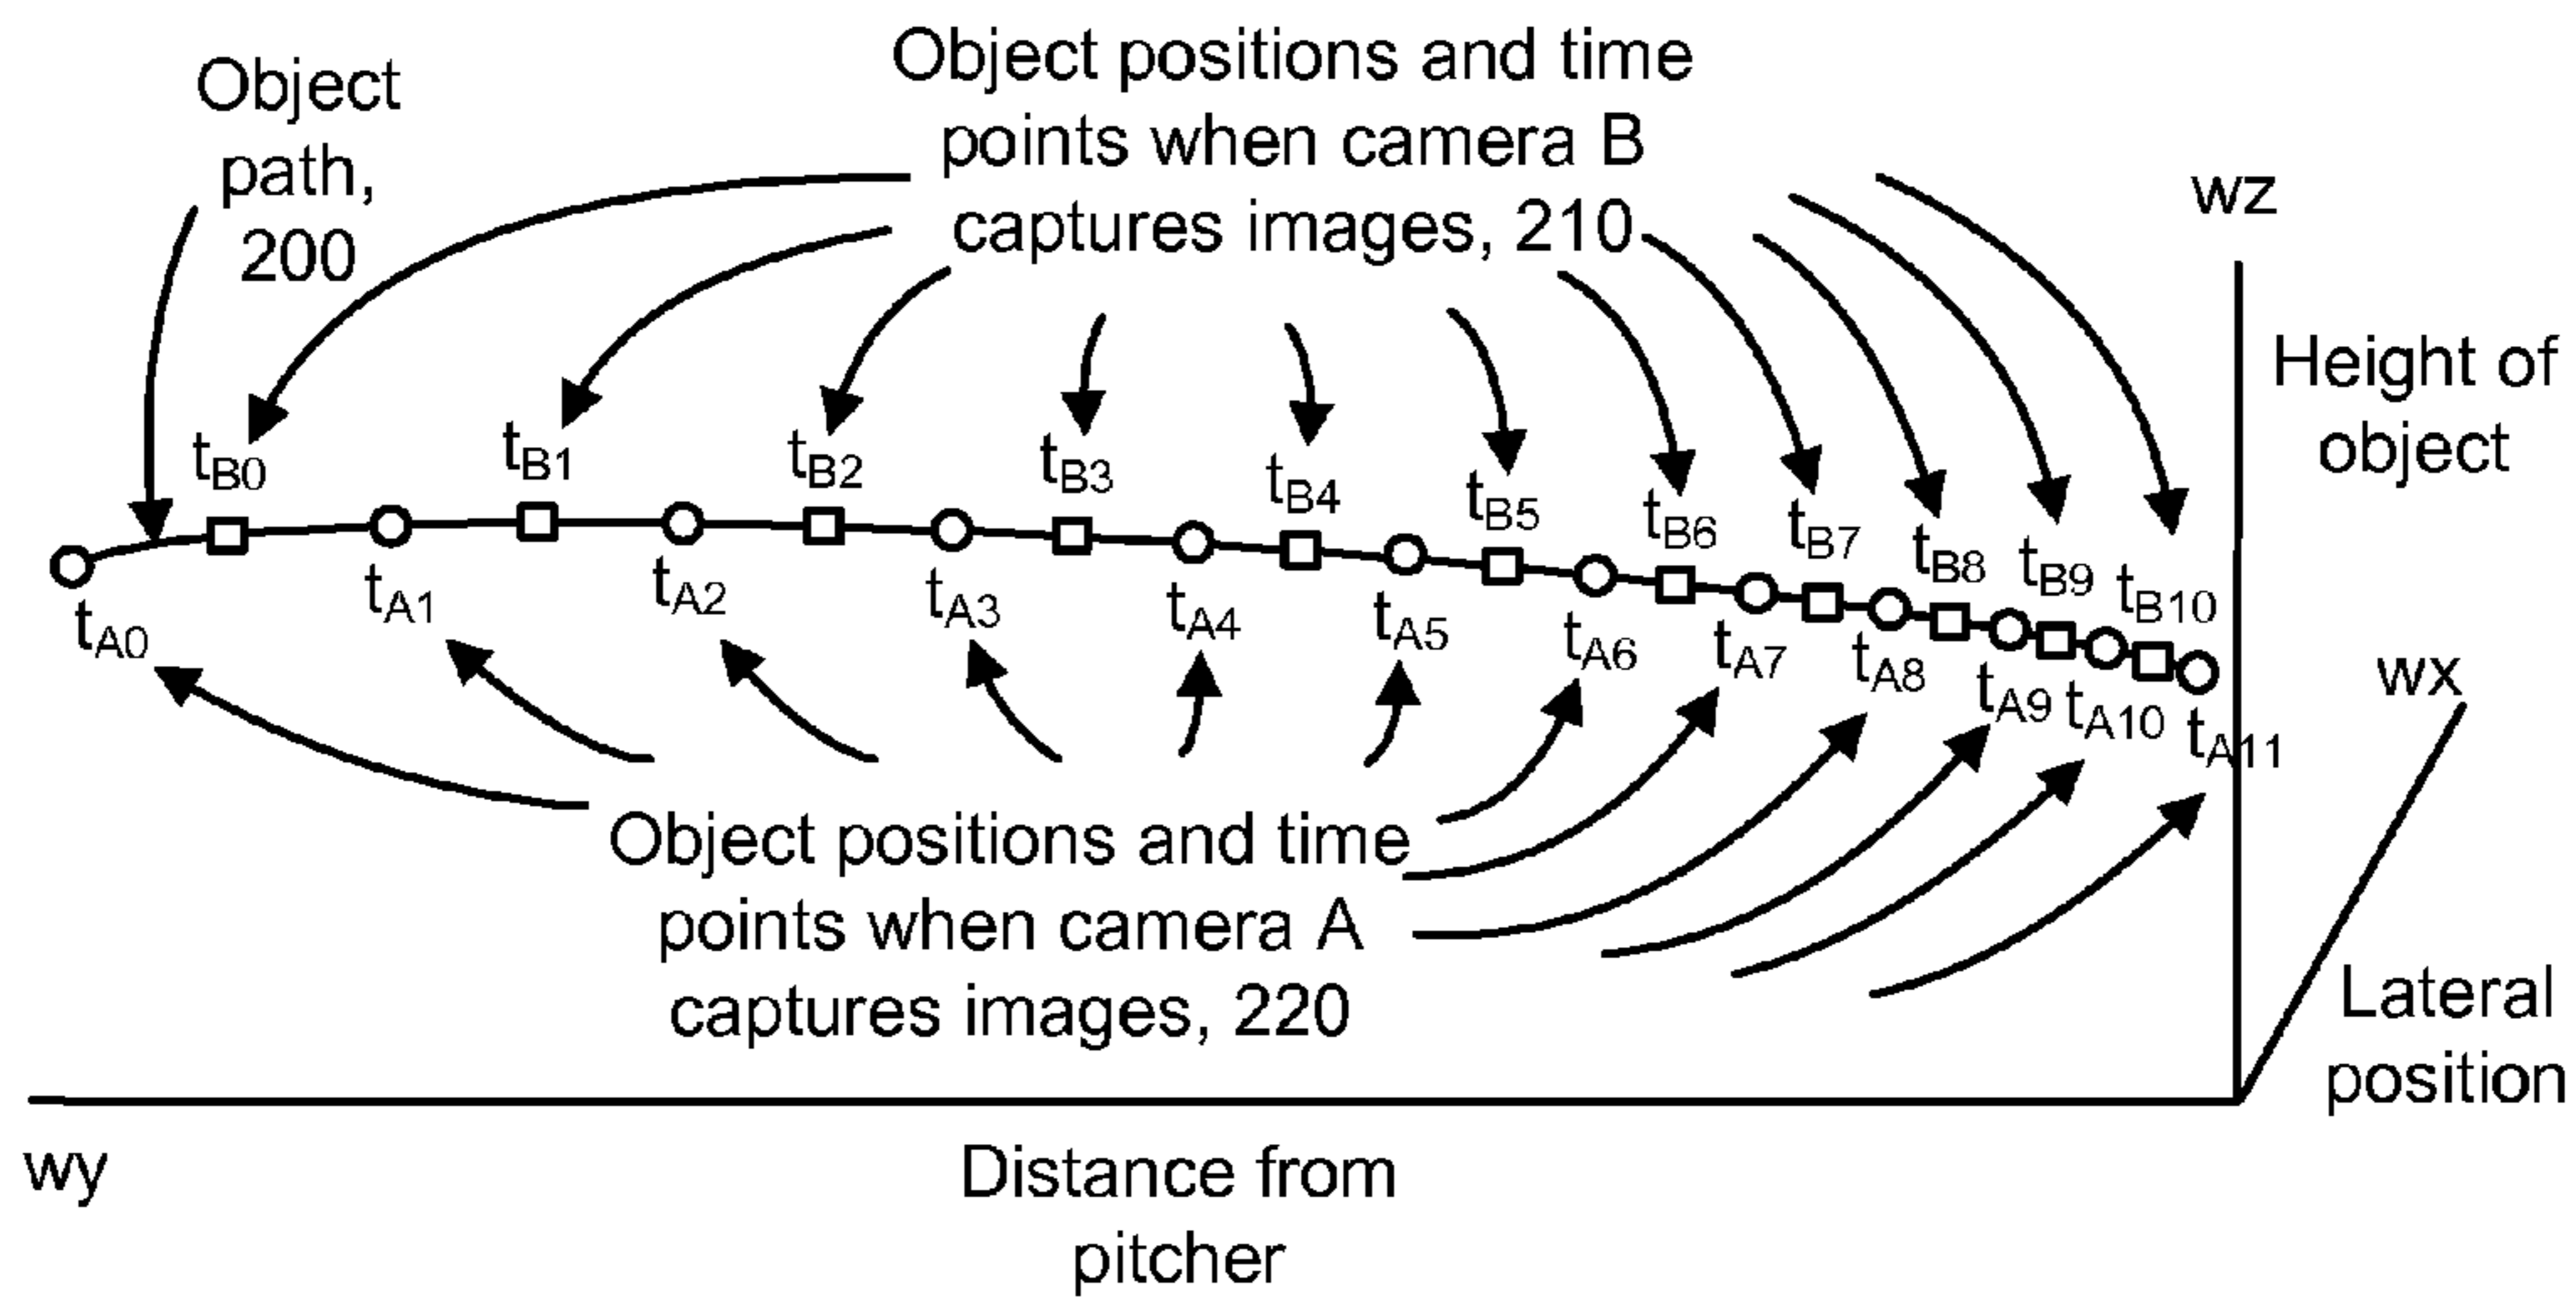 Object
path,
200
Object positions and time
points when camera B
captures images, 210
wz
Height of
object
tB0
tB1
tB2
tB3
tB4
tB5
tB6
tB7
tB8
tB9
tB10
tA0
tA1
tA2
tA3
tA4
tA5
tA6
tA7
tA8
tA9
tA10
tA11
wx
Object positions and time
points when camera A
captures images, 220
Lateral
position
wy
Distance from
pitcher